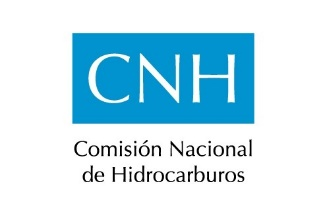 CNH
Comisión Nacional
de Hidrocarburos